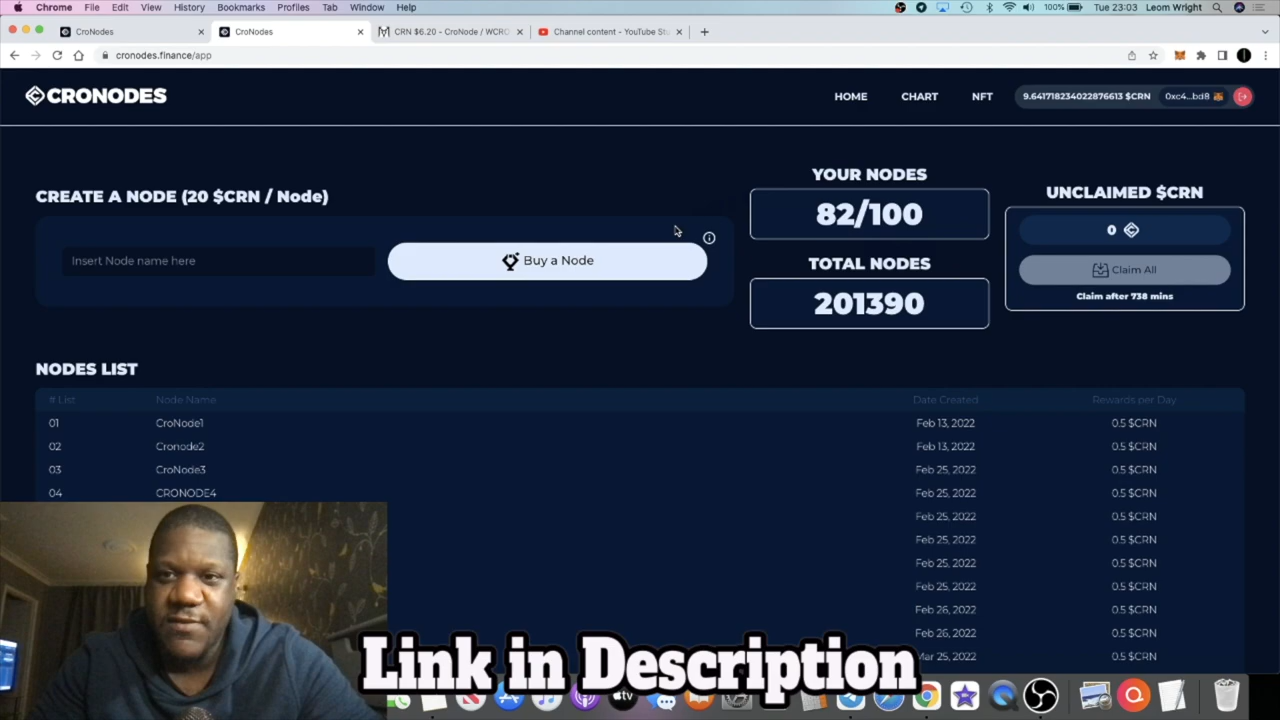 Chrome File Edit View History Bookmarks Profiles Tab Window Help 100% Tue 23:03 Leom Wright
CroNodes
CroNodes
CRN $6.20 - CroNode / WCRO
Channel content - YouTube St
cronodes.finance/app
CRONODES
HOME CHART NFT 9.641718234022876613 $CRN 0xc4...bd8
CREATE A NODE (20 $CRN / Node)
Insert Node name here
Buy a Node
YOUR NODES
82/100
TOTAL NODES
201390
UNCLAIMED $CRN
0
Claim All
Claim after 738 mins
NODES LIST
# List Node Name Date Created Rewards per Day
01 CroNode1 Feb 13, 2022 0.5 $CRN
02 Cronode2 Feb 13, 2022 0.5 $CRN
03 CroNode3 Feb 25, 2022 0.5 $CRN
04 CRONODE4 Feb 25, 2022 0.5 $CRN
Feb 25, 2022 0.5 $CRN
Feb 25, 2022 0.5 $CRN
Feb 25, 2022 0.5 $CRN
Feb 25, 2022 0.5 $CRN
Feb 26, 2022 0.5 $CRN
Feb 26, 2022 0.5 $CRN
Mar 25, 2022 0.5 $CRN
Link in Description
tv